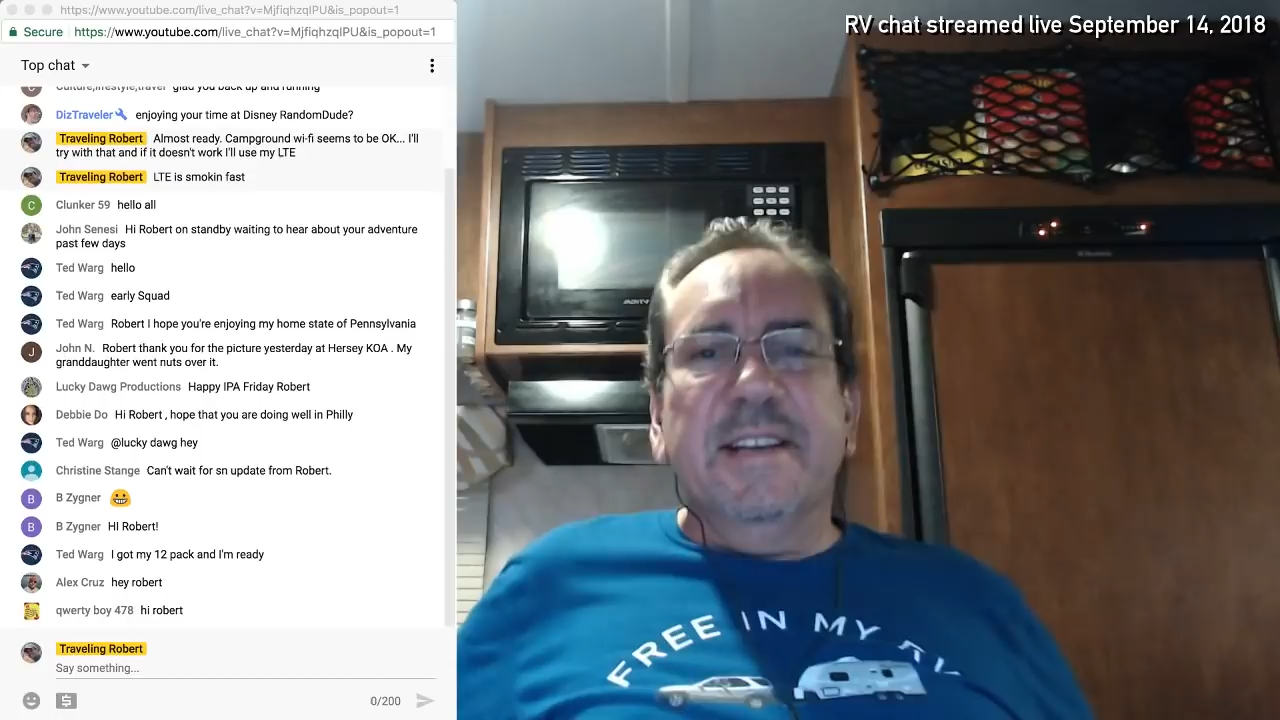 https://www.youtube.com/live_chat?v=MjfiqhzqIPU&is_popout=1
Secure https://www.youtube.com/live_chat?v=MjfiqhzqIPU&is_popout=1
RV chat streamed live September 14, 2018
Top chat
Culture,lifestyle,travel glad you back up and running
DizTraveler enjoying your time at Disney RandomDude?
Traveling Robert Almost ready. Campground wi-fi seems to be OK... I'll
try with that and if it doesn't work I'll use my LTE
Traveling Robert LTE is smokin fast
C Clunker 59 hello all
John Senesi Hi Robert on standby waiting to hear about your adventure
past few days
Ted Warg hello
Ted Warg early Squad
Ted Warg Robert I hope you're enjoying my home state of Pennsylvania
J John N. Robert thank you for the picture yesterday at Hersey KOA . My
granddaughter went nuts over it.
Lucky Dawg Productions Happy IPA Friday Robert
Debbie Do Hi Robert , hope that you are doing well in Philly
Ted Warg @lucky dawg hey
Christine Stange Can't wait for sn update from Robert.
B B Zygner 😀
B B Zygner HI Robert!
Ted Warg I got my 12 pack and I'm ready
Alex Cruz hey robert
qwerty boy 478 hi robert
Traveling Robert
Say something...
0/200
FREE IN MY RV